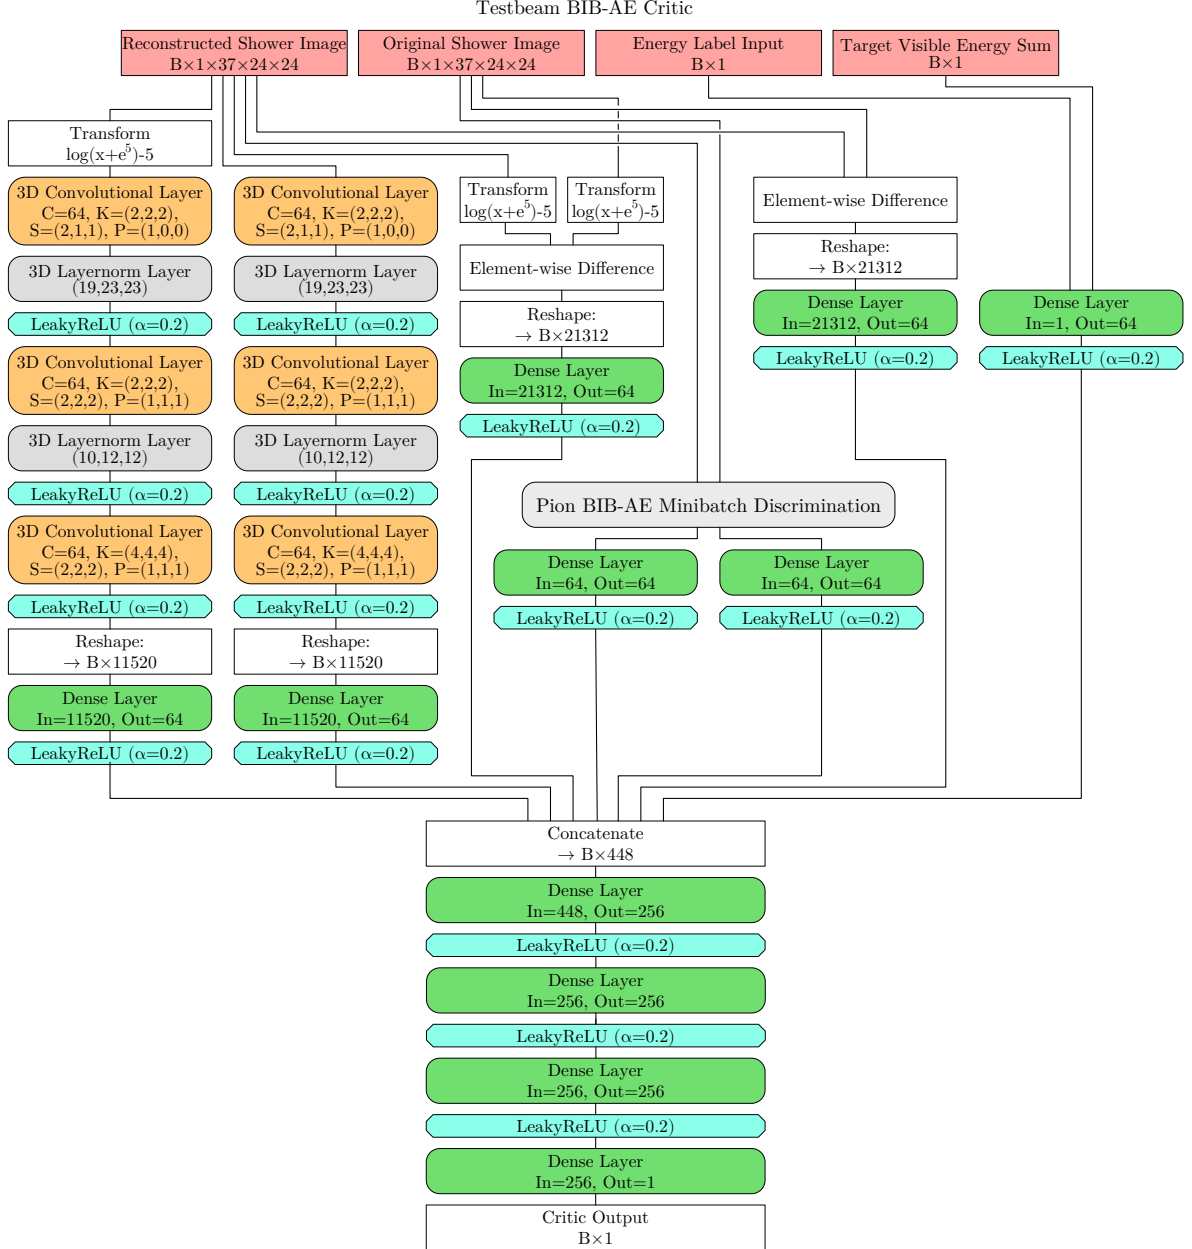 Testbeam BIB-AE Critic
Reconstructed Shower Image
B×1×37×24×24
Original Shower Image
B×1×37×24×24
Energy Label Input
B×1
Target Visible Energy Sum
B×1
Transform
log(x+e^5)-5
3D Convolutional Layer
C=64, K=(2,2,2),
S=(2,1,1), P=(1,0,0)
3D Layernorm Layer
(19,23,23)
LeakyReLU (α=0.2)
3D Convolutional Layer
C=64, K=(2,2,2),
S=(2,2,2), P=(1,1,1)
3D Layernorm Layer
(10,12,12)
LeakyReLU (α=0.2)
3D Convolutional Layer
C=64, K=(4,4,4),
S=(2,2,2), P=(1,1,1)
LeakyReLU (α=0.2)
Reshape:
→ B×11520
Dense Layer
In=11520, Out=64
LeakyReLU (α=0.2)
3D Convolutional Layer
C=64, K=(2,2,2),
S=(2,1,1), P=(1,0,0)
3D Layernorm Layer
(19,23,23)
LeakyReLU (α=0.2)
3D Convolutional Layer
C=64, K=(2,2,2),
S=(2,2,2), P=(1,1,1)
3D Layernorm Layer
(10,12,12)
LeakyReLU (α=0.2)
3D Convolutional Layer
C=64, K=(4,4,4),
S=(2,2,2), P=(1,1,1)
LeakyReLU (α=0.2)
Reshape:
→ B×11520
Dense Layer
In=11520, Out=64
LeakyReLU (α=0.2)
Transform
log(x+e^5)-5
Transform
log(x+e^5)-5
Element-wise Difference
Reshape:
→ B×21312
Dense Layer
In=21312, Out=64
LeakyReLU (α=0.2)
Pion BIB-AE Minibatch Discrimination
Dense Layer
In=64, Out=64
LeakyReLU (α=0.2)
Dense Layer
In=64, Out=64
LeakyReLU (α=0.2)
Element-wise Difference
Reshape:
→ B×21312
Dense Layer
In=21312, Out=64
LeakyReLU (α=0.2)
Dense Layer
In=1, Out=64
LeakyReLU (α=0.2)
Concatenate
→ B×448
Dense Layer
In=448, Out=256
LeakyReLU (α=0.2)
Dense Layer
In=256, Out=256
LeakyReLU (α=0.2)
Dense Layer
In=256, Out=256
LeakyReLU (α=0.2)
Dense Layer
In=256, Out=1
Critic Output
B×1